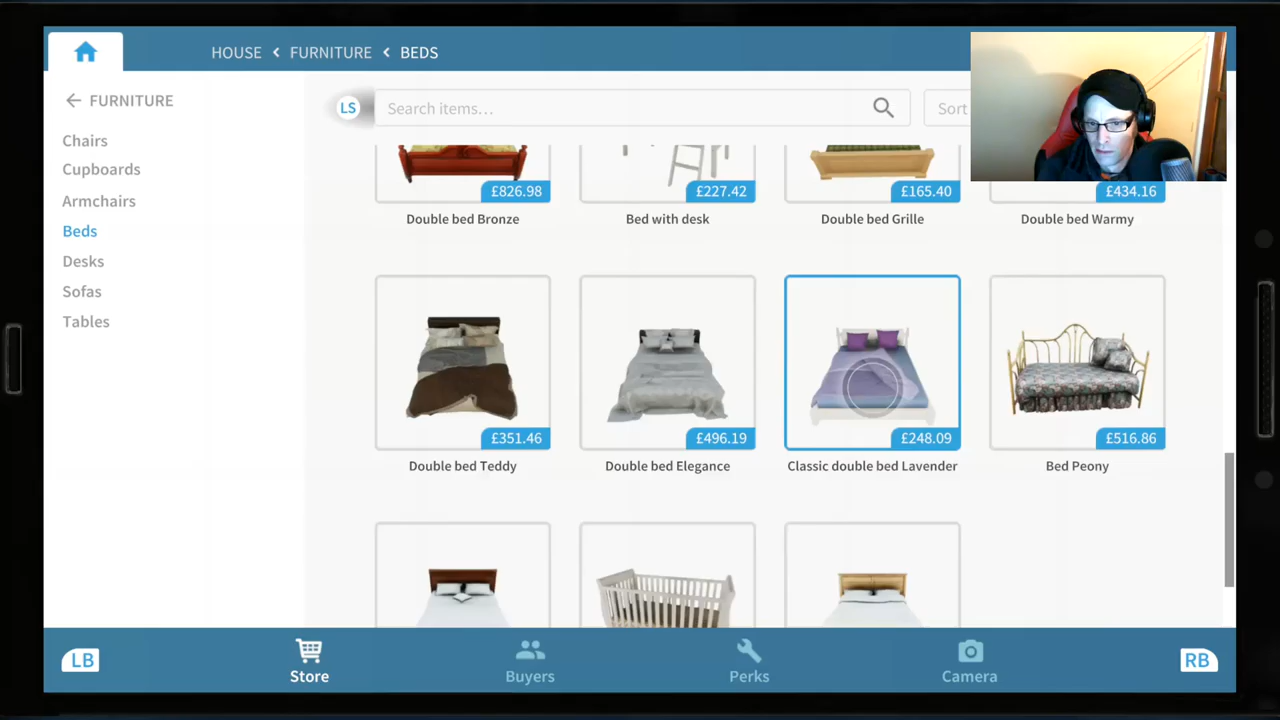 HOUSE < FURNITURE < BEDS
FURNITURE
LS
Search items...
Sort
Chairs
Cupboards
Armchairs
Beds
Desks
Sofas
Tables
£826.98
£227.42
£165.40
£434.16
Double bed Bronze
Bed with desk
Double bed Grille
Double bed Warmy
£351.46
£496.19
£248.09
£516.86
Double bed Teddy
Double bed Elegance
Classic double bed Lavender
Bed Peony
LB
Store
Buyers
Perks
Camera
RB